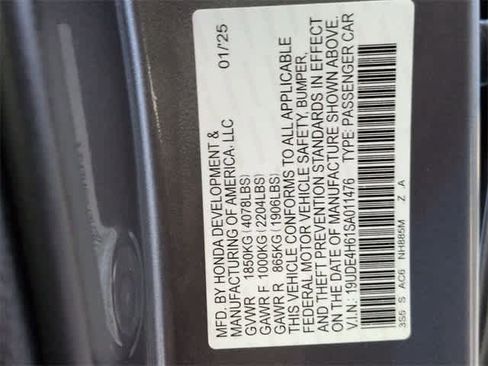 MFD. BY HONDA DEVELOPMENT & 01/25
MANUFACTURING OF AMERICA, LLC
GVWR 1850KG (4078LBS)
GAWR F 1000KG (2204LBS)
GAWR R 865KG (1906LBS)
THIS VEHICLE CONFORMS TO ALL APPLICABLE
FEDERAL MOTOR VEHICLE SAFETY, BUMPER,
AND THEFT PREVENTION STANDARDS IN EFFECT
ON THE DATE OF MANUFACTURE SHOWN ABOVE.
V.I.N.: 19UDE4H61SA011476 TYPE: PASSENGER CAR
3S5 S AC6 NH885M Z A